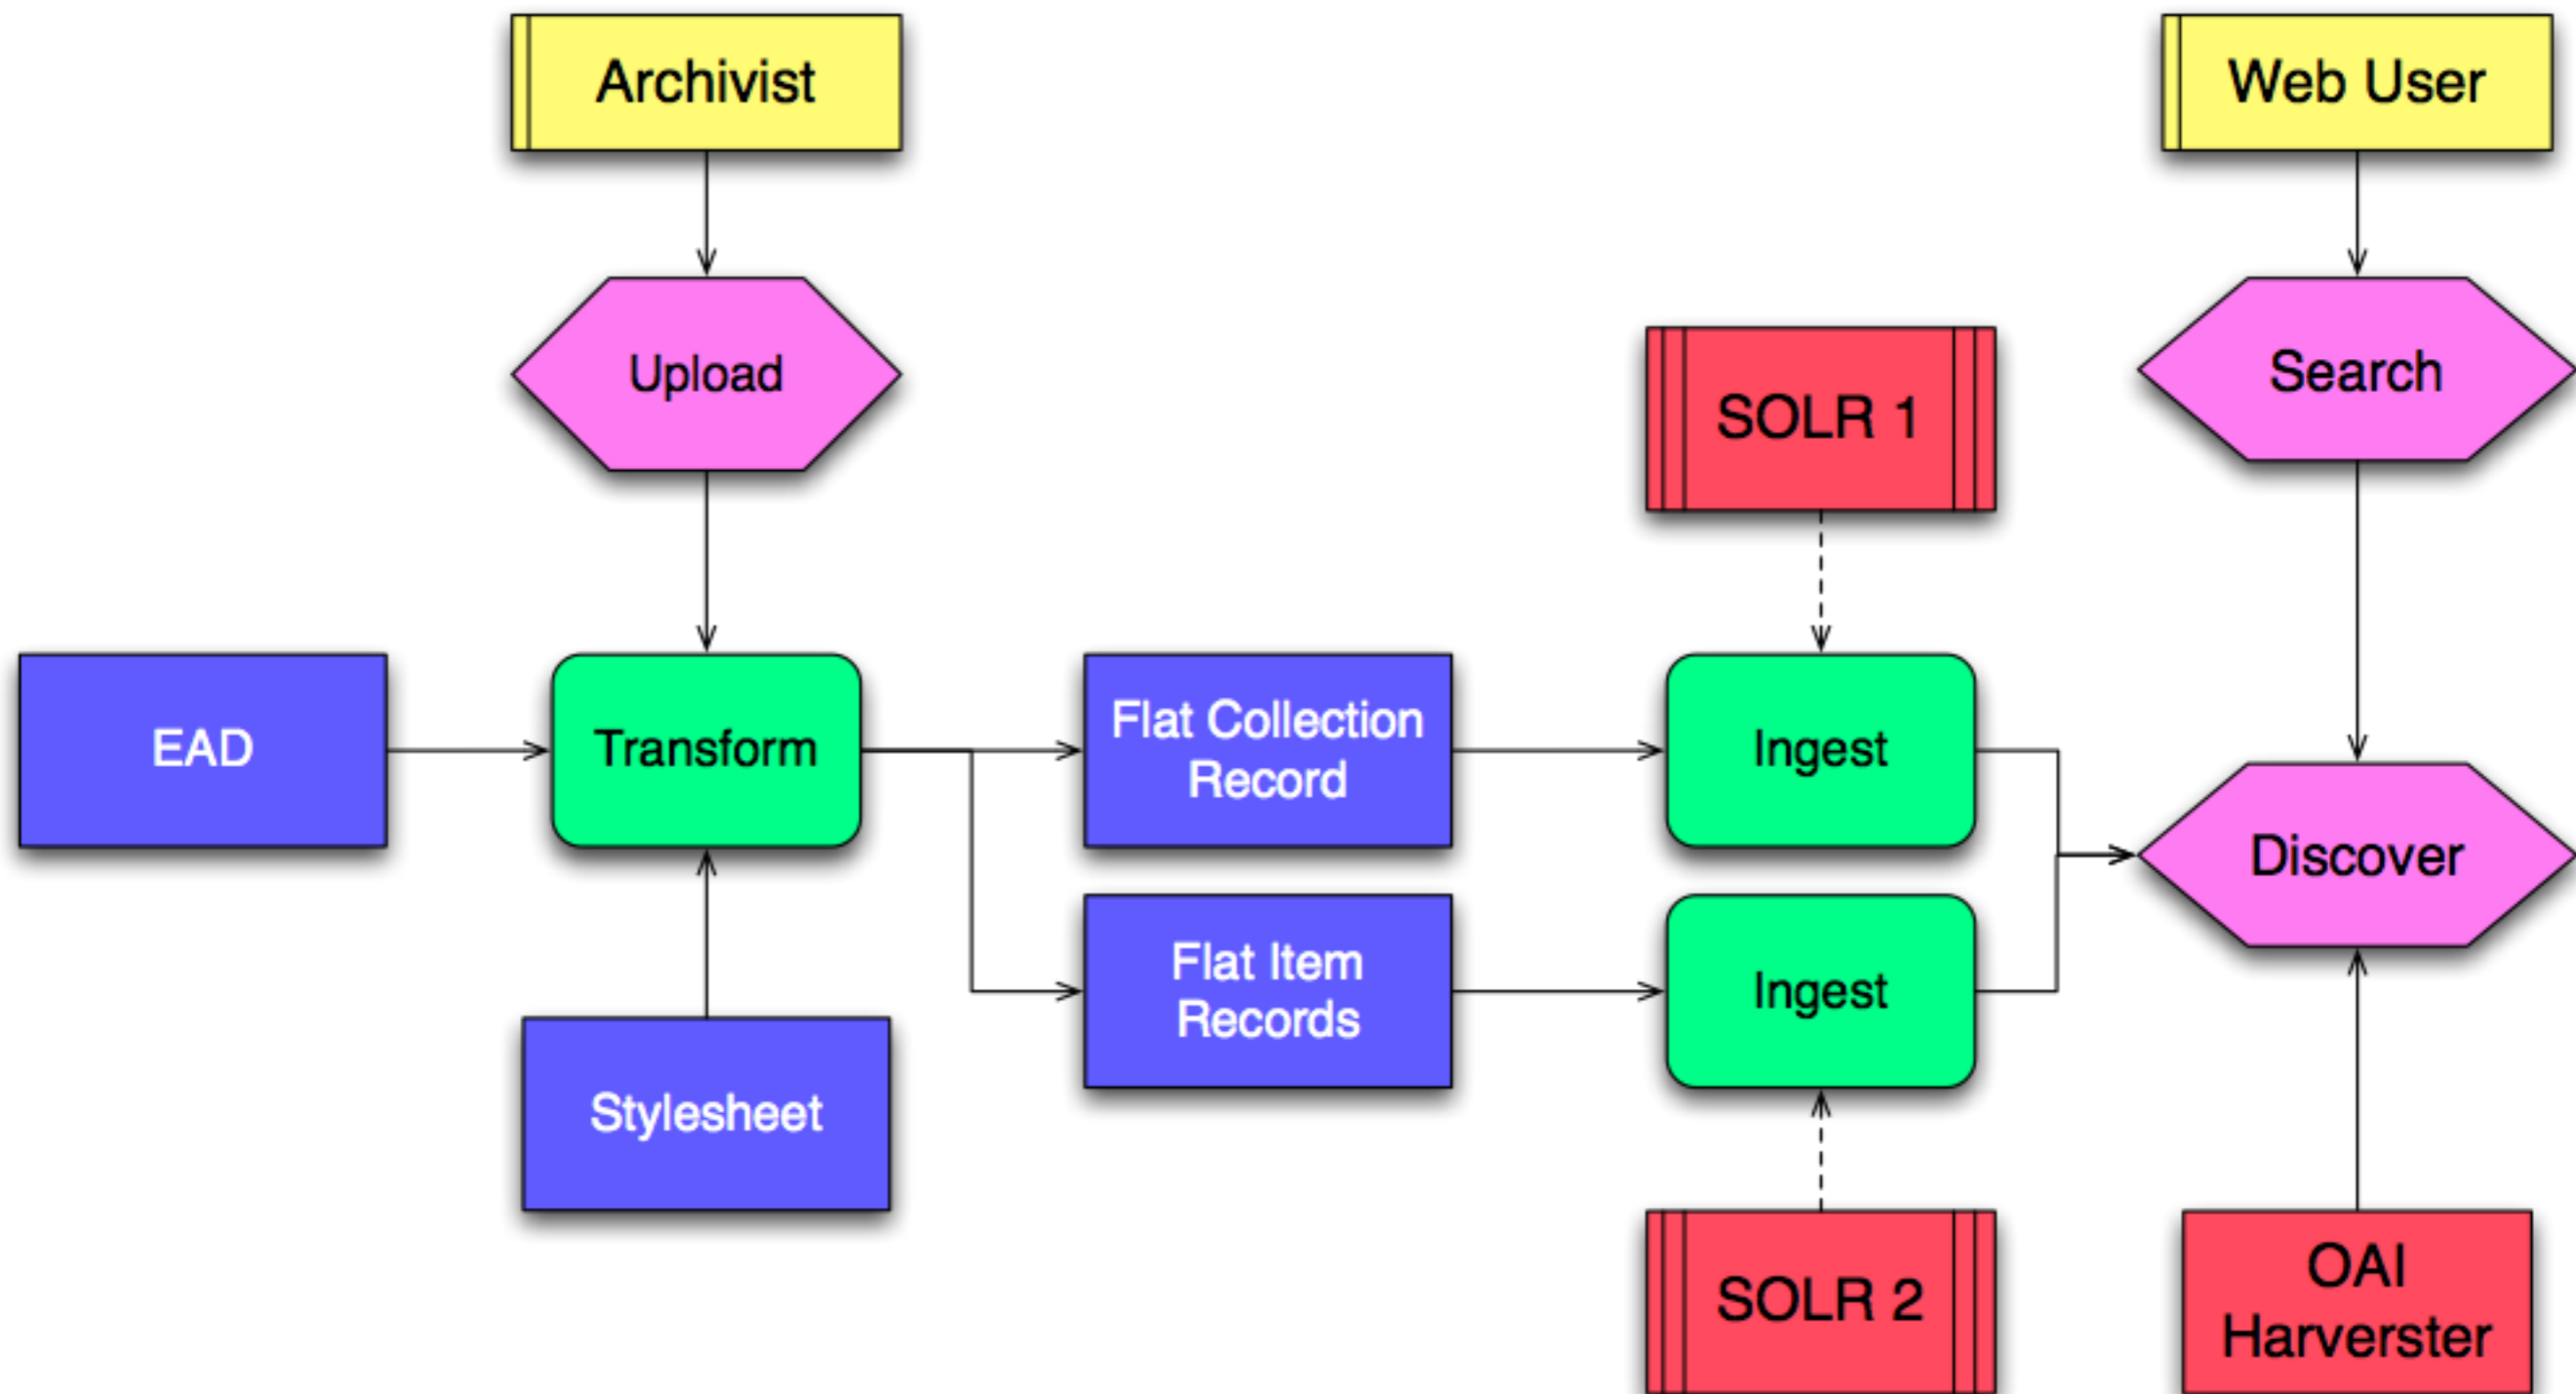 Archivist
Web User
Upload
Search
SOLR 1
EAD
Transform
Flat Collection
Record
Ingest
Discover
Flat Item
Records
Ingest
Stylesheet
SOLR 2
OAI
Harverster